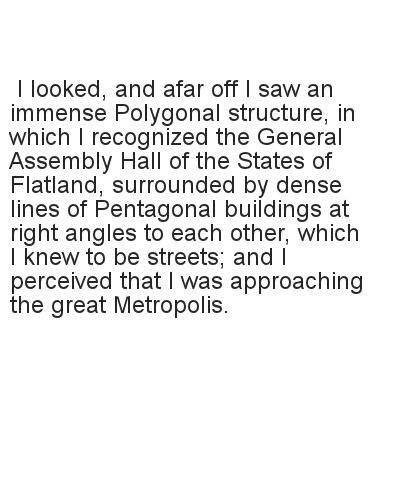 I looked, and afar off I saw an
immense Polygonal structure, in
which I recognized the General
Assembly Hall of the States of
Flatland, surrounded by dense
lines of Pentagonal buildings at
right angles to each other, which
I knew to be streets; and I
perceived that I was approaching
the great Metropolis.